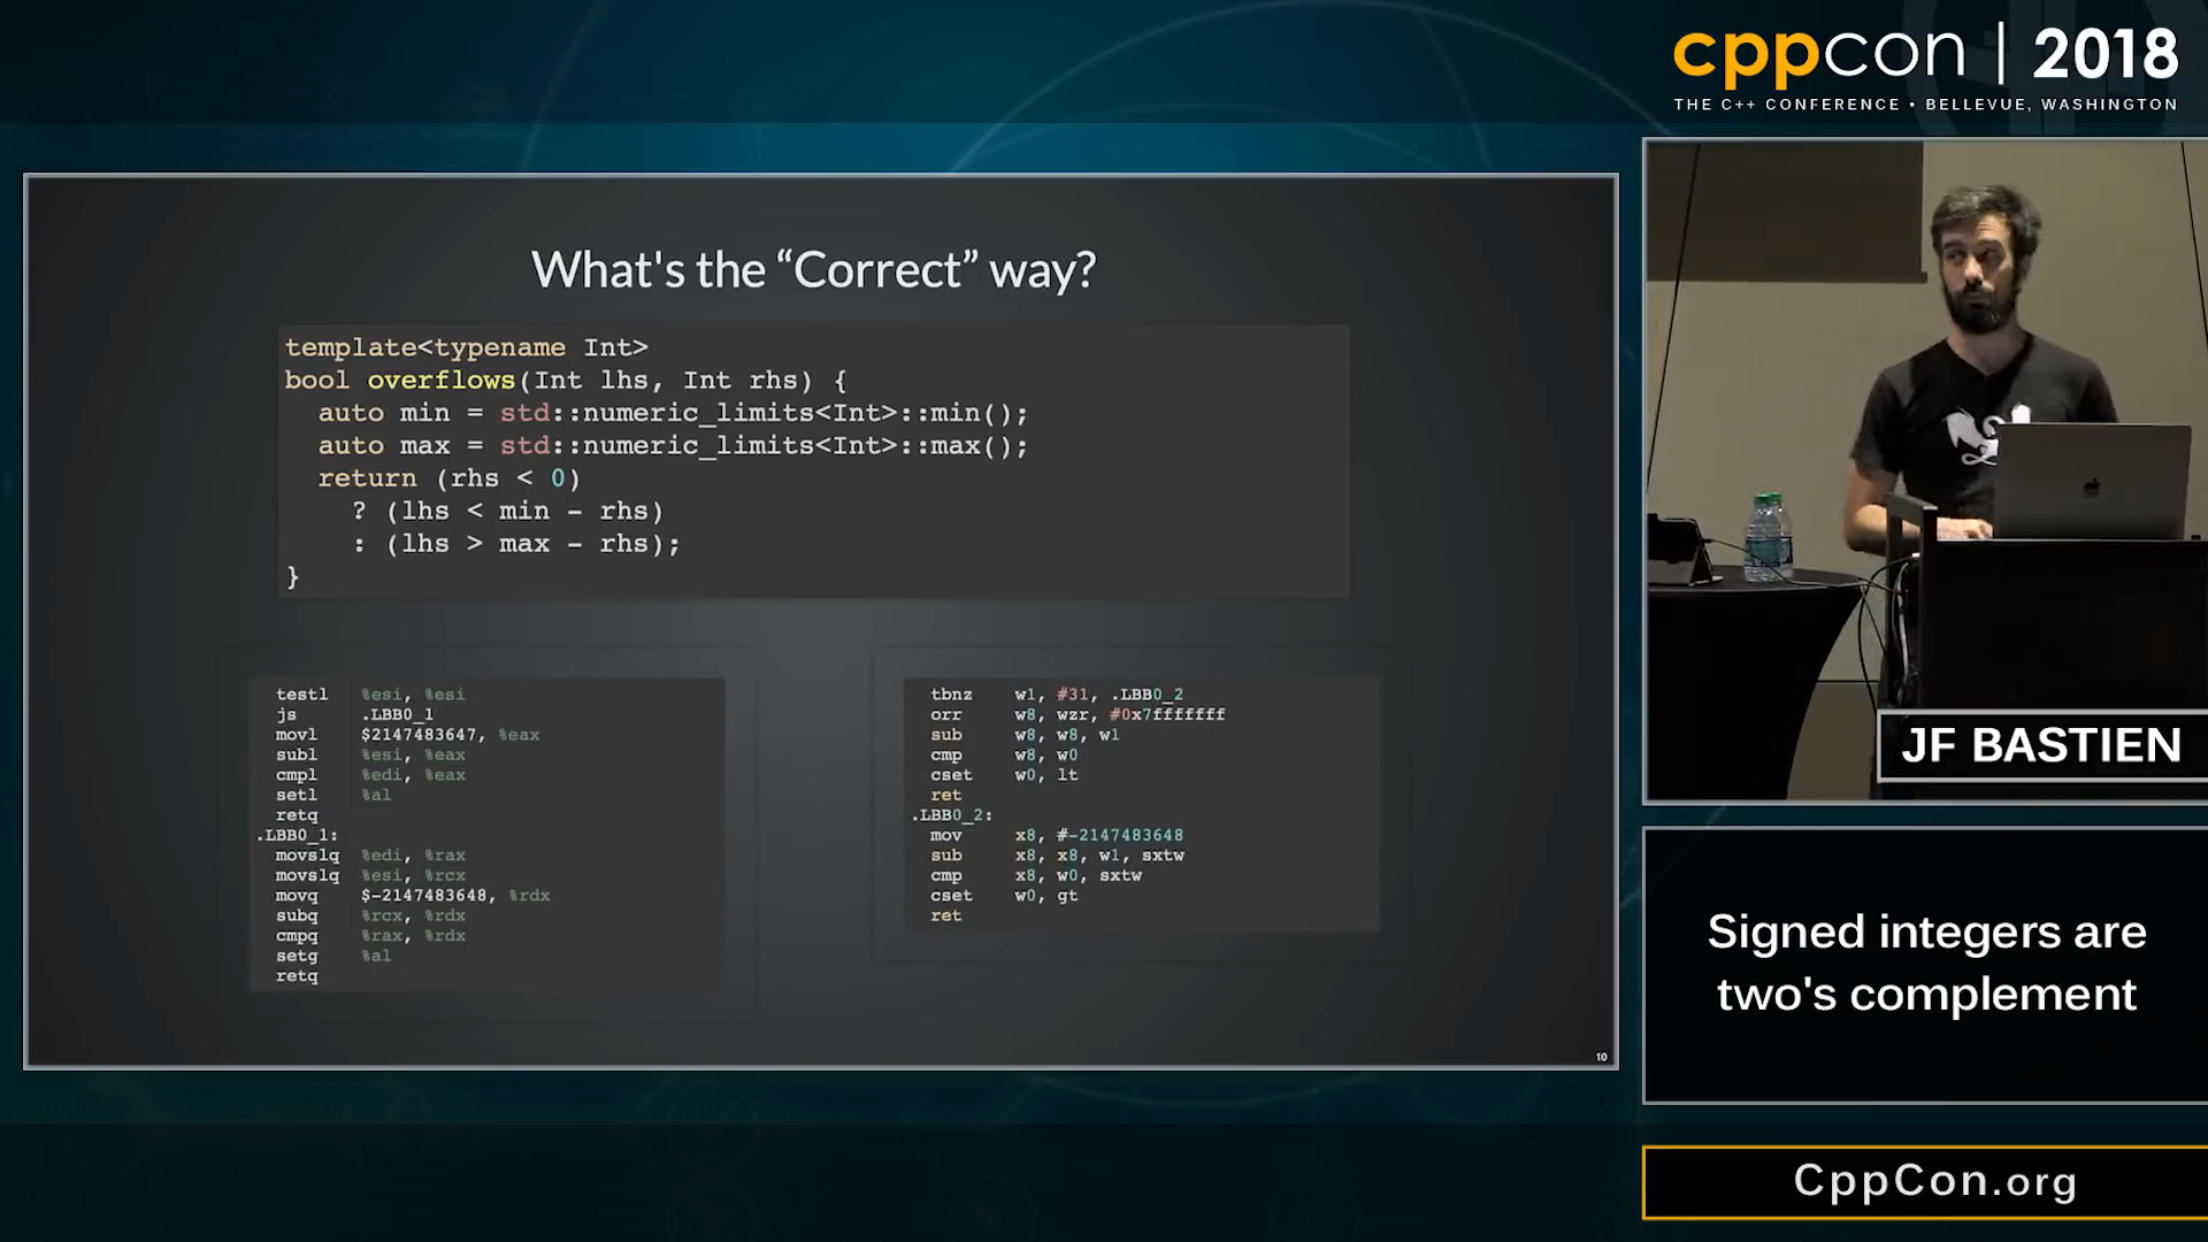 cppcon | 2018
THE C++ CONFERENCE • BELLEVUE, WASHINGTON
What's the “Correct” way?
template<typename Int>
bool overflows(Int lhs, Int rhs) {
  auto min = std::numeric_limits<Int>::min();
  auto max = std::numeric_limits<Int>::max();
  return (rhs < 0)
    ? (lhs < min - rhs)
    : (lhs > max - rhs);
}
testl %esi, %esi
js .LBB0_1
movl $2147483647, %eax
subl %esi, %eax
cmpl %edi, %eax
setl %al
retq
.LBB0_1:
movslq %edi, %rax
movslq %esi, %rcx
movq $-2147483648, %rdx
subq %rcx, %rdx
cmpq %rax, %rdx
setg %al
retq
tbnz w1, #31, .LBB0_2
orr w8, wzr, #0x7fffffff
sub w8, w8, w1
cmp w8, w0
cset w0, lt
ret
.LBB0_2:
mov x8, #-2147483648
sub x8, x8, w1, sxtw
cmp x8, w0, sxtw
cset w0, gt
ret
10
JF BASTIEN
Signed integers are
two's complement
CppCon.org